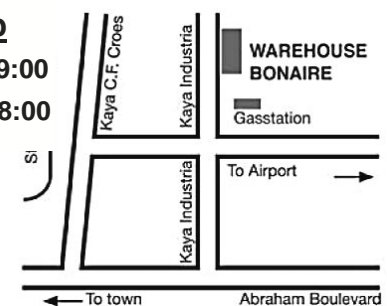 9:00
8:00
Kaya C.F. Croes
Kaya Industria
WAREHOUSE
BONAIRE
Gasstation
Kaya Industria
To Airport
To town
Abraham Boulevard